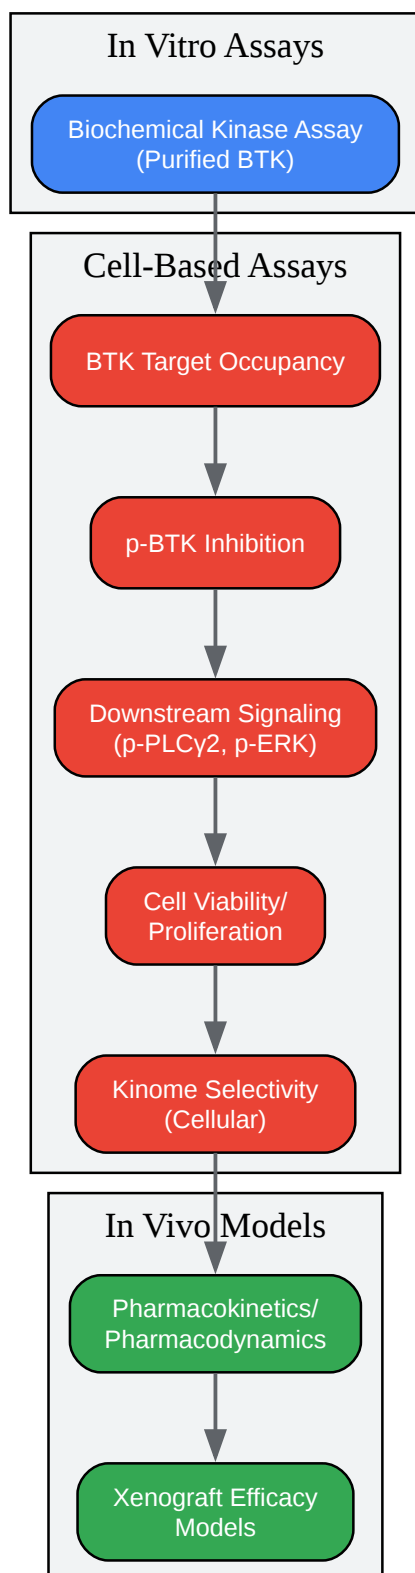 In Vitro Assays
Biochemical Kinase Assay
(Purified BTK)
Cell-Based Assays
BTK Target Occupancy
p-BTK Inhibition
Downstream Signaling
(p-PLCγ2, p-ERK)
Cell Viability/
Proliferation
Kinome Selectivity
(Cellular)
In Vivo Models
Pharmacokinetics/
Pharmacodynamics
Xenograft Efficacy
Models